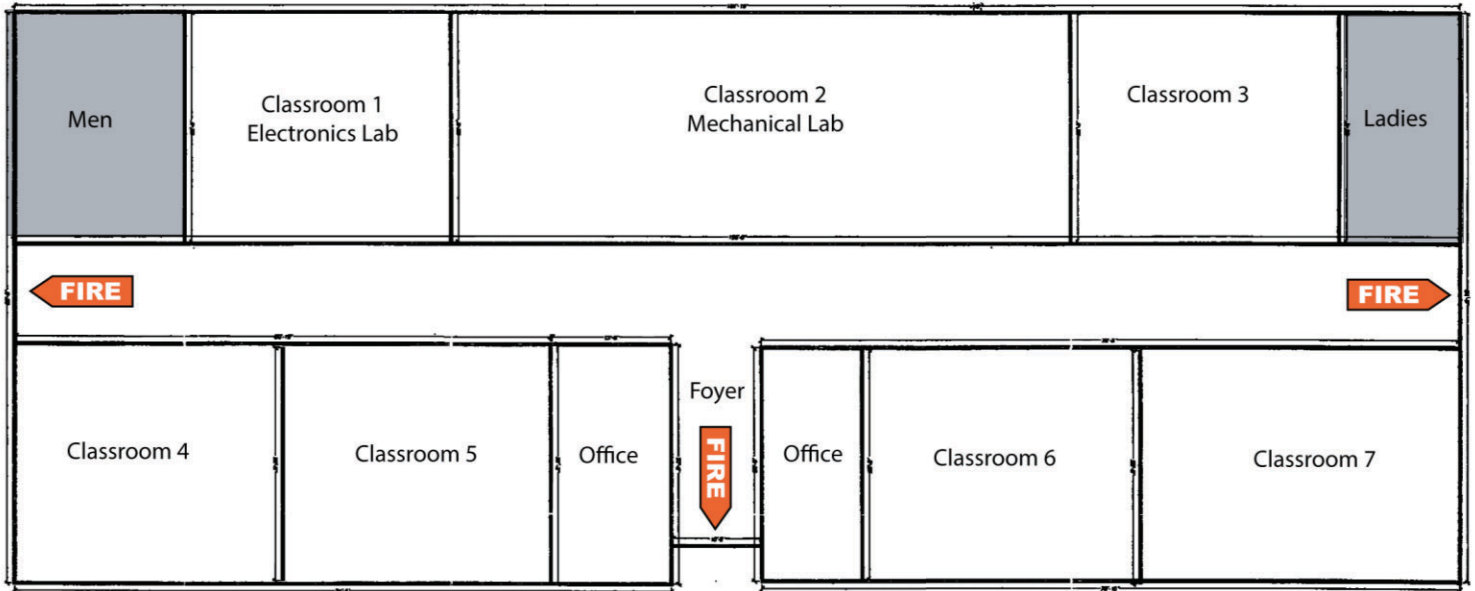 Men
Classroom 1
Electronics Lab
Classroom 2
Mechanical Lab
Classroom 3
Ladies
FIRE
FIRE
Foyer
Classroom 4
Classroom 5
Office
FIRE
Office
Classroom 6
Classroom 7